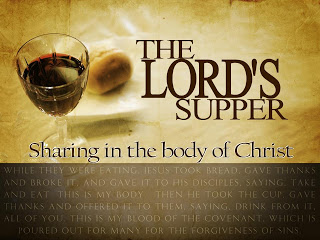 THE
LORD'S
SUPPER
Sharing in the body of Christ
WHILE THEY WERE EATING, JESUS TOOK BREAD, GAVE THANKS
AND BROKE IT, AND GAVE IT TO HIS DISCIPLES, SAYING, TAKE
AND EAT THIS IS MY BODY. THEN HE TOOK THE CUP, GAVE
THANKS AND OFFERED IT TO THEM, SAYING, DRINK FROM IT,
ALL OF YOU. THIS IS MY BLOOD OF THE COVENANT, WHICH IS
POURED OUT FOR MANY FOR THE FORGIVENESS OF SINS